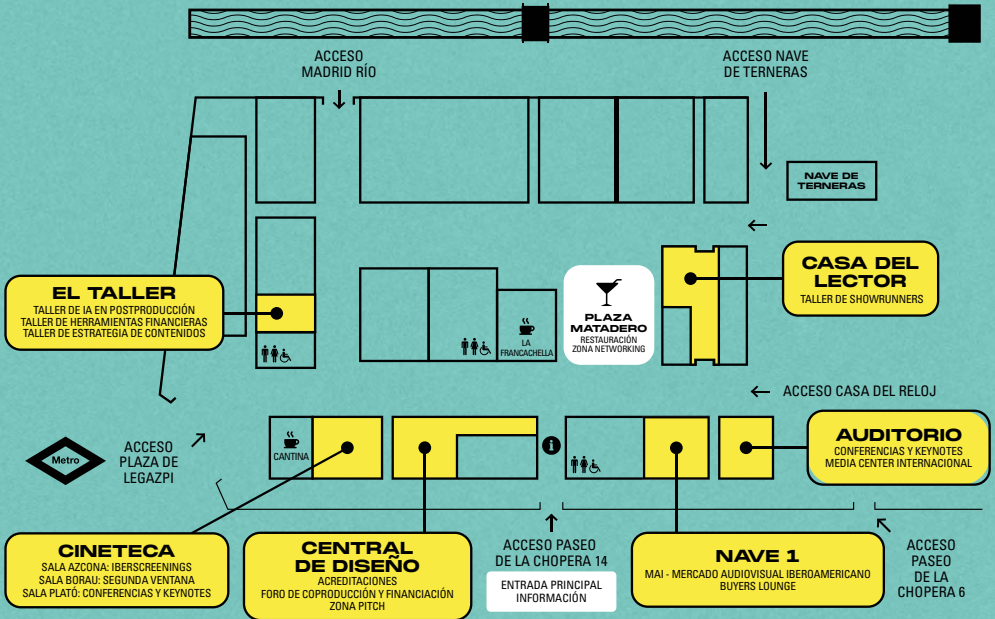 ACCESO
MADRID RÍO
ACCESO NAVE
DE TERNERAS
NAVE DE
TERNERAS
EL TALLER
TALLER DE IA EN POSTPRODUCCIÓN
TALLER DE HERRAMIENTAS FINANCIERAS
TALLER DE ESTRATEGIA DE CONTENIDOS
LA
FRANCACHELLA
PLAZA
MATADERO
RESTAURACIÓN
ZONA NETWORKING
CASA DEL
LECTOR
TALLER DE SHOWRUNNERS
ACCESO CASA DEL RELOJ
Metro
ACCESO
PLAZA DE
LEGAZPI
CANTINA
i
AUDITORIO
CONFERENCIAS Y KEYNOTES
MEDIA CENTER INTERNACIONAL
CINETECA
SALA AZCONA: IBERSCREENINGS
SALA BORAU: SEGUNDA VENTANA
SALA PLATÓ: CONFERENCIAS Y KEYNOTES
CENTRAL
DE DISEÑO
ACREDITACIONES
FORO DE COPRODUCCIÓN Y FINANCIACIÓN
ZONA PITCH
ACCESO PASEO
DE LA CHOPERA 14
ENTRADA PRINCIPAL
INFORMACIÓN
NAVE 1
MAI - MERCADO AUDIOVISUAL IBEROAMERICANO
BUYERS LOUNGE
ACCESO
PASEO
DE LA
CHOPERA 6